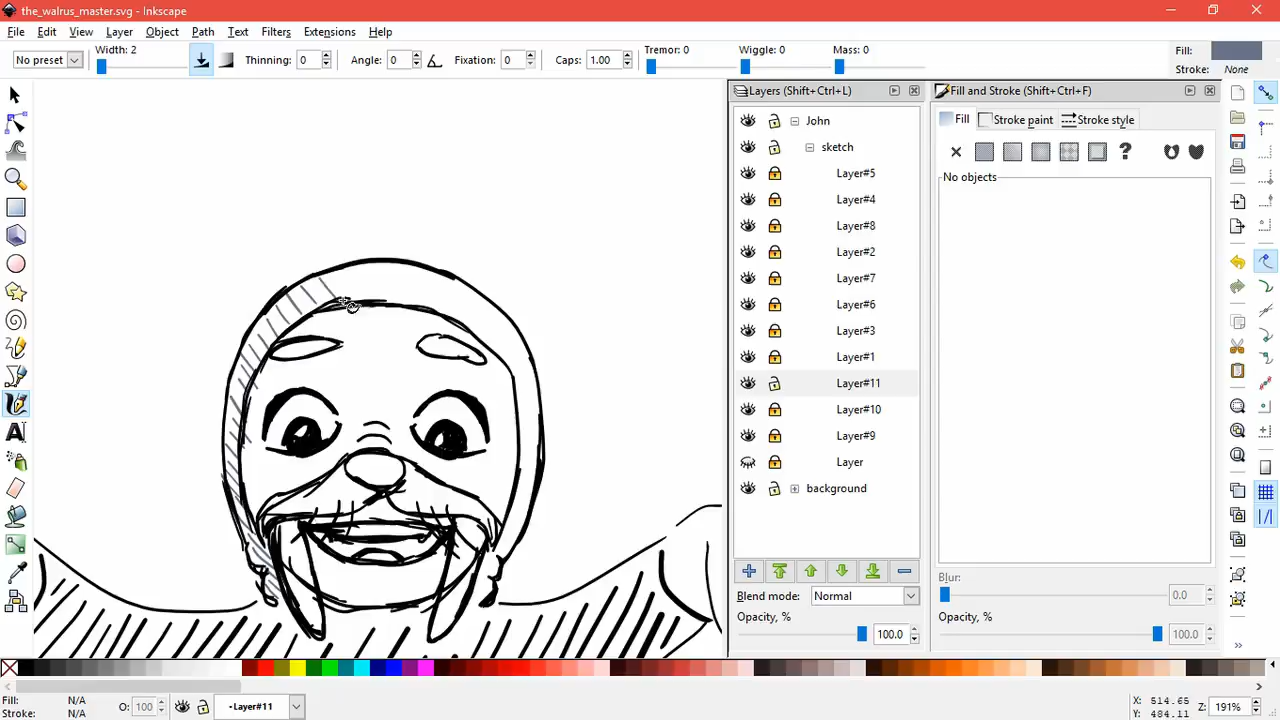 the_walrus_master.svg - Inkscape
File Edit View Layer Object Path Text Filters Extensions Help
No preset Width: 2 Thinning: 0 Angle: 0 Fixation: 0 Caps: 1.00 Tremor: 0 Wiggle: 0 Mass: 0 Fill: Stroke: None
Layers (Shift+Ctrl+L)
John
sketch
Layer#5
Layer#4
Layer#8
Layer#2
Layer#7
Layer#6
Layer#3
Layer#1
Layer#11
Layer#10
Layer#9
Layer
background
Blend mode: Normal
Opacity, %
100.0
Fill and Stroke (Shift+Ctrl+F)
Fill Stroke paint Stroke style
?
No objects
Blur:
0.0
Opacity, %
100.0
Fill: N/A
Stroke: N/A
O: 100
•Layer#11
X: 514.65
Y: 484.11
Z: 191%